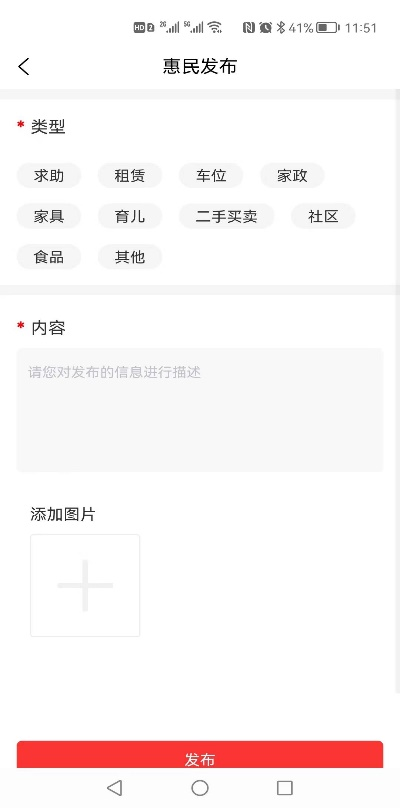 HD 2 2G 5G 41% 11:51
惠民发布
* 类型
求助 租赁 车位 家政
家具 育儿 二手买卖 社区
食品 其他
* 内容
请您对发布的信息进行描述
添加图片
发布